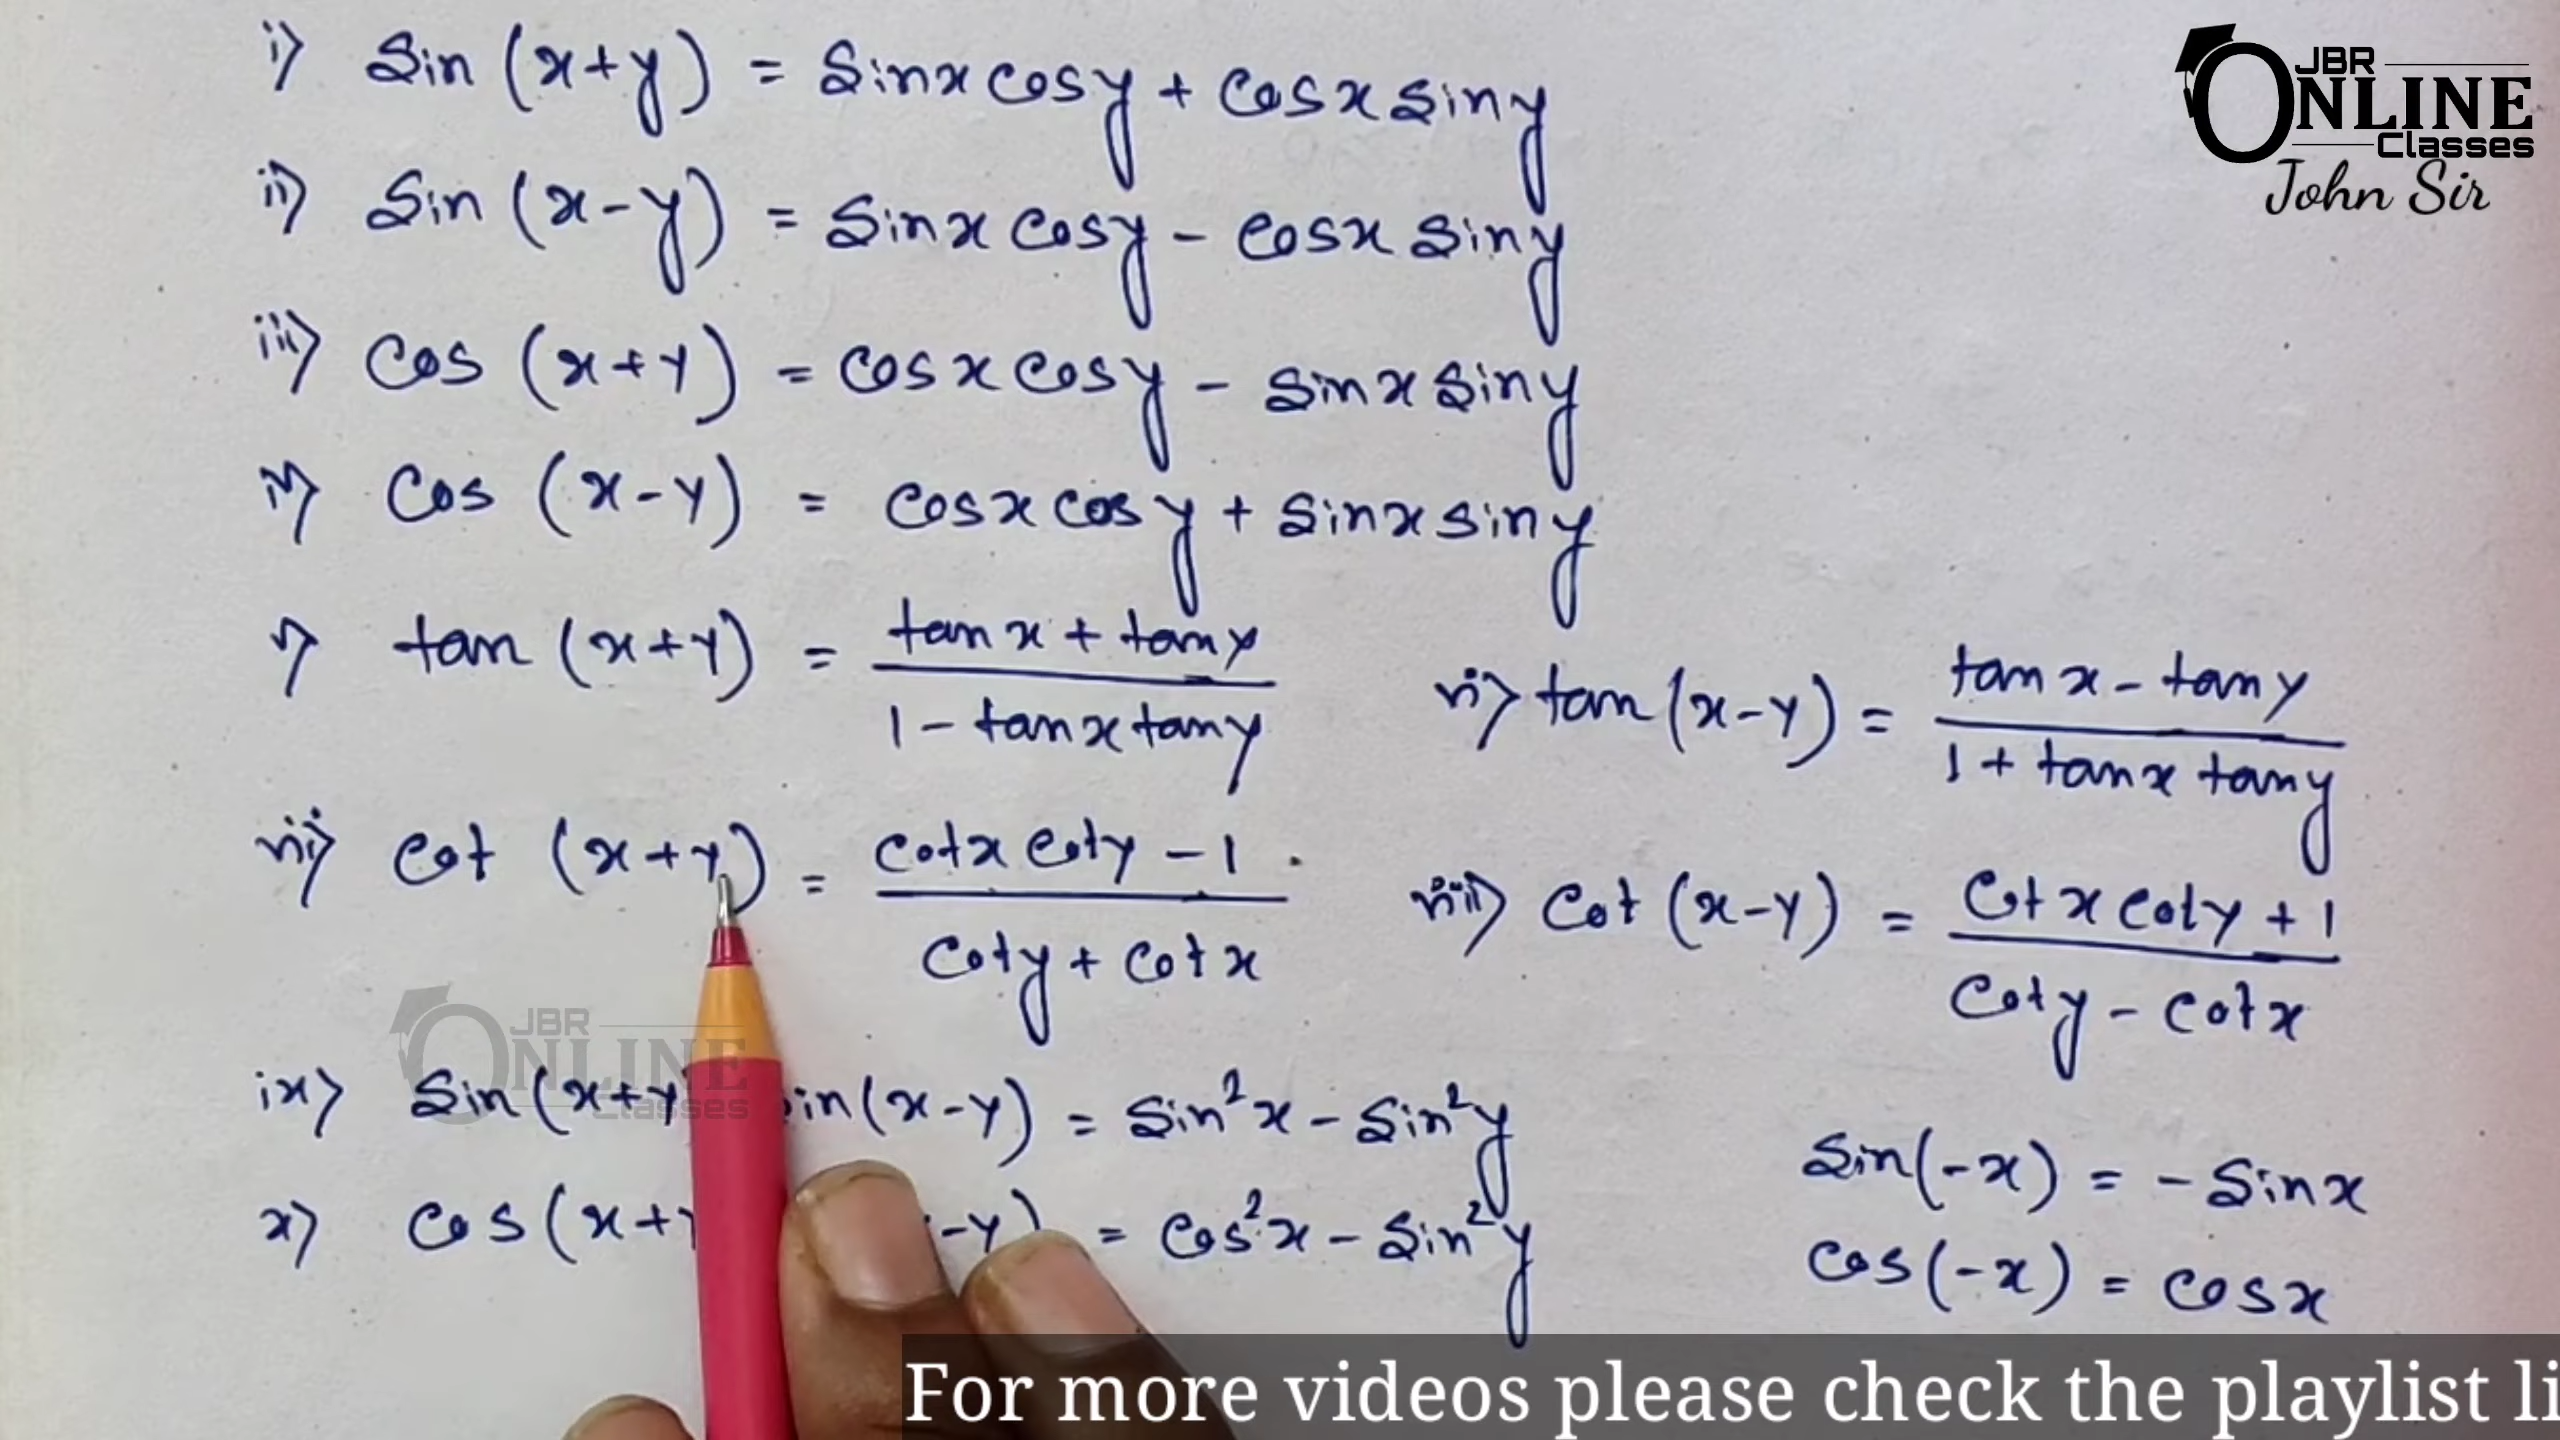 i) Sin (x+y) = Sinx cosy + cosx siny
ii) Sin (x-y) = Sinx cosy - cosx siny
iii) Cos (x+y) = cosx cosy - sinx siny
iv) Cos (x-y) = cosx cosy + sinx siny
v) tan (x+y) = tanx + tany / 1 - tanx tany
vi) tan (x-y) = tanx - tany / 1 + tanx tany
vii) Cot (x+y) = Cotx Coty - 1 / Coty + Cotx
viii) Cot (x-y) = Cotx Coty + 1 / Coty - Cotx
ix) Sin(x+y in(x-y) = Sin²x - Sin²y
x) Cos(x+ -y) = Cos²x - Sin²y
Sin(-x) = - Sinx
Cos(-x) = Cosx
JBR
ONLINE
Classes
John Sir
JBR
ONLINE
Classes
For more videos please check the playlist li